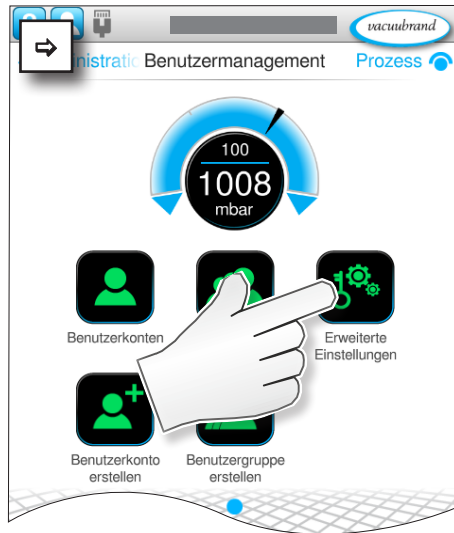 vacuubrand
Benutzermanagement
Prozess
100
1008
mbar
Benutzerkonten
Erweiterte
Einstellungen
Benutzerkonto
erstellen
Benutzergruppe
erstellen